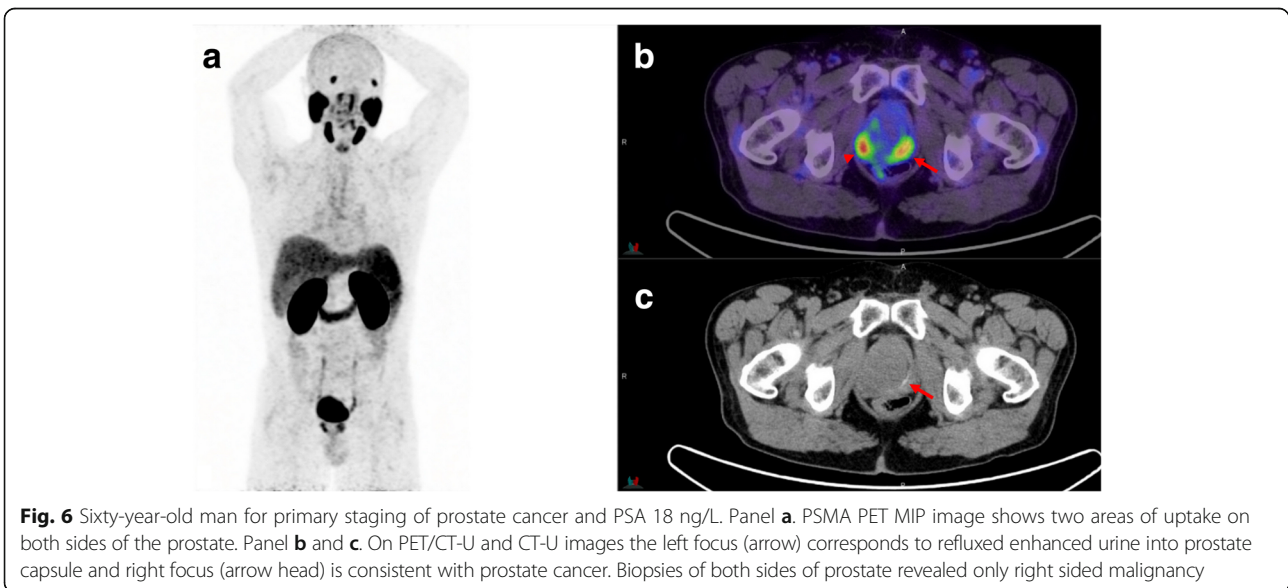 a
b
A
R
P
c
A
R
P
Fig. 6 Sixty-year-old man for primary staging of prostate cancer and PSA 18 ng/L. Panel a. PSMA PET MIP image shows two areas of uptake on
both sides of the prostate. Panel b and c. On PET/CT-U and CT-U images the left focus (arrow) corresponds to refluxed enhanced urine into prostate
capsule and right focus (arrow head) is consistent with prostate cancer. Biopsies of both sides of prostate revealed only right sided malignancy